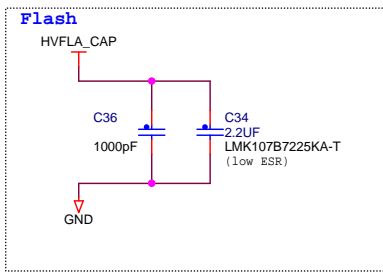 Flash
HVFLA_CAP
C36
1000pF
C34
2.2UF
LMK107B7225KA-T
(low ESR)
GND